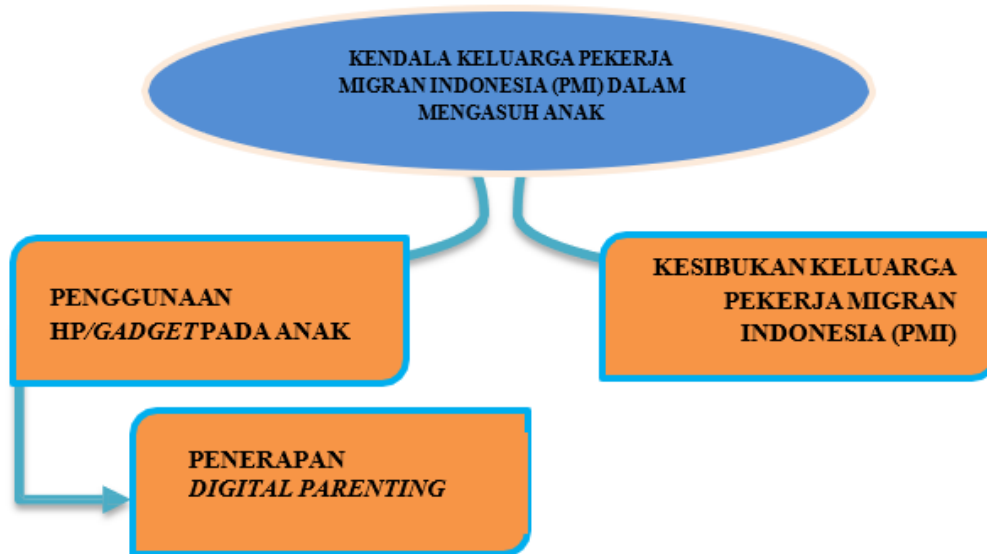 KENDALA KELUARGA PEKERJA
MIGRAN INDONESIA (PMI) DALAM
MENGASUH ANAK
PENGGUNAAN
HP/GADGET PADA ANAK
KESIBUKAN KELUARGA
PEKERJA MIGRAN
INDONESIA (PMI)
PENERAPAN
DIGITAL PARENTING